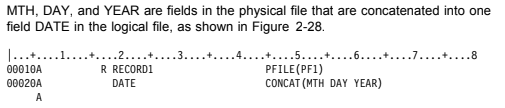 MTH, DAY, and YEAR are fields in the physical file that are concatenated into one
field DATE in the logical file, as shown in Figure 2-28.
|...+....1....+....2....+....3....+....4....+....5....+....6....+....7....+....8
00010A          R RECORD1                   PFILE(PF1)
00020A            DATE                      CONCAT(MTH DAY YEAR)
     A